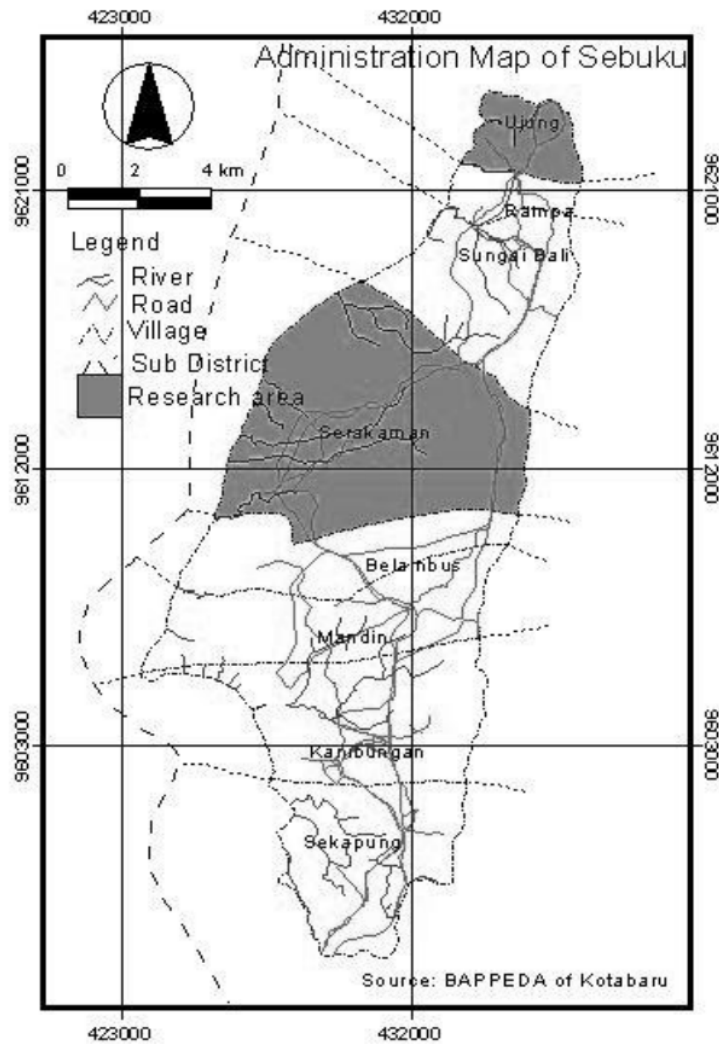 423000 432000
Administration Map of Sebuku
Ujung
0 2 4 km
9621000 9621000
Rampa
Legend
Sungai Bali
River
Road
Village
Sub District
Research area
Serakaman
9612000 9612000
Belambus
Mandin
9603000 9603000
Kanibungan
Sekapung
Source: BAPPEDA of Kotabaru
423000 432000